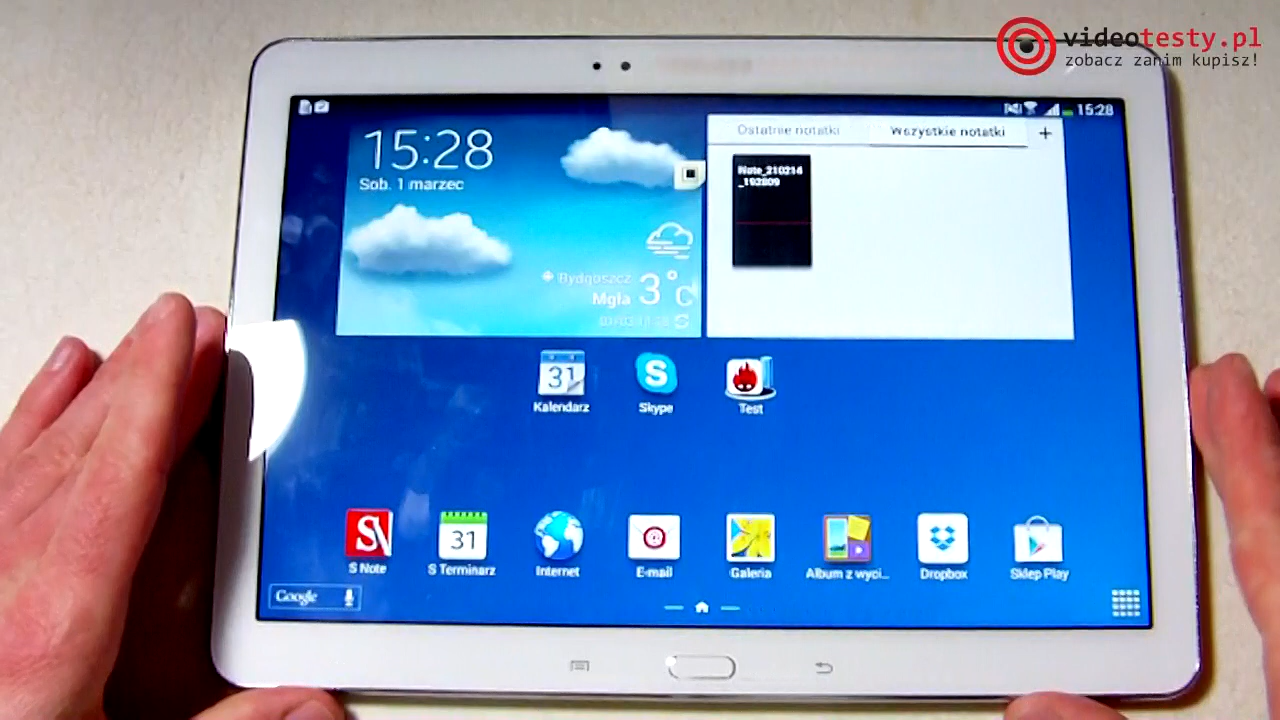 videotesty.pl
zobacz zanim kupisz!
15:28
15:28
Sob. 1 marzec
Ostatnie notatki
Wszystkie notatki
+
Note_210214
_192809
Bydgoszcz
Mgła 3°C
31
Kalendarz
Skype
Test
31
S Note
S Terminarz
Internet
E-mail
Galeria
Album z wyci...
Dropbox
Sklep Play
Google